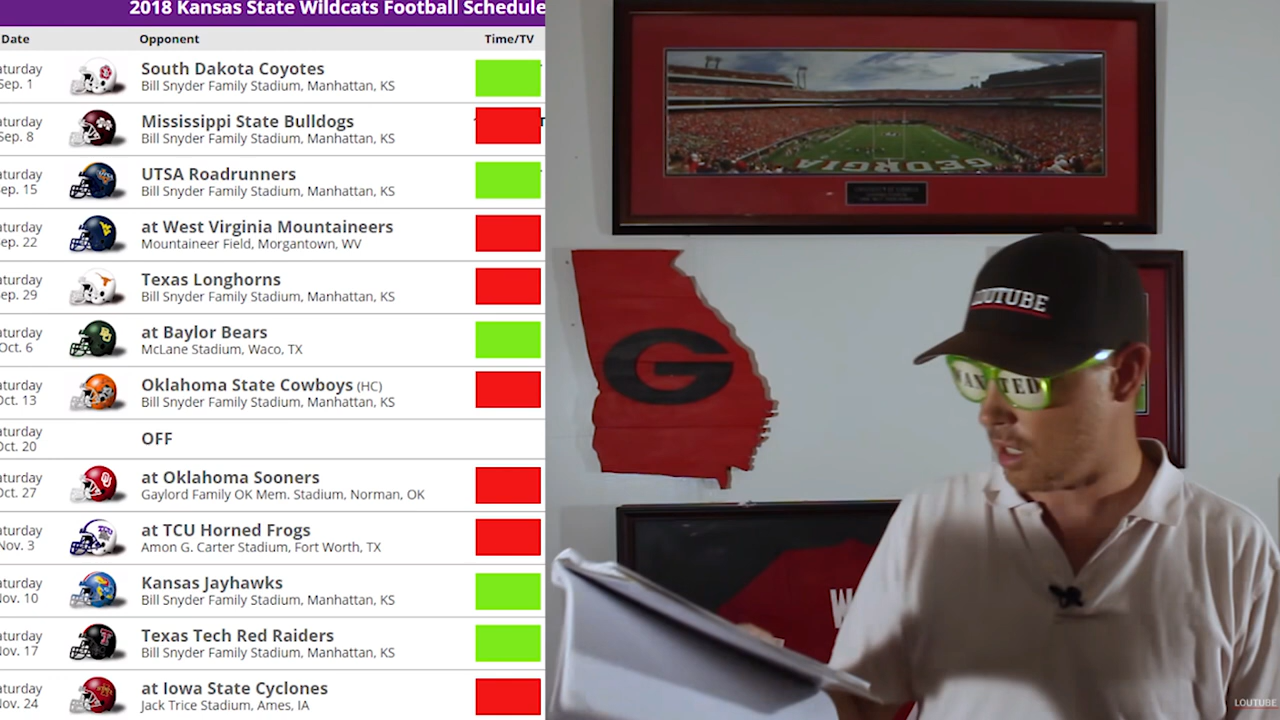 2018 Kansas State Wildcats Football Schedule
Date Opponent Time/TV
aturday
Sep. 1
South Dakota Coyotes
Bill Snyder Family Stadium, Manhattan, KS
aturday
Sep. 8
Mississippi State Bulldogs
Bill Snyder Family Stadium, Manhattan, KS
aturday
ep. 15
UTSA Roadrunners
Bill Snyder Family Stadium, Manhattan, KS
aturday
ep. 22
at West Virginia Mountaineers
Mountaineer Field, Morgantown, WV
aturday
ep. 29
Texas Longhorns
Bill Snyder Family Stadium, Manhattan, KS
aturday
Oct. 6
at Baylor Bears
McLane Stadium, Waco, TX
aturday
Oct. 13
Oklahoma State Cowboys (HC)
Bill Snyder Family Stadium, Manhattan, KS
aturday
Oct. 20
OFF
aturday
Oct. 27
at Oklahoma Sooners
Gaylord Family OK Mem. Stadium, Norman, OK
aturday
Nov. 3
at TCU Horned Frogs
Amon G. Carter Stadium, Fort Worth, TX
aturday
Nov. 10
Kansas Jayhawks
Bill Snyder Family Stadium, Manhattan, KS
aturday
Nov. 17
Texas Tech Red Raiders
Bill Snyder Family Stadium, Manhattan, KS
aturday
Nov. 24
at Iowa State Cyclones
Jack Trice Stadium, Ames, IA
GEORGIA
G
LOUTUBE
WANTED
W
LOUTUBE